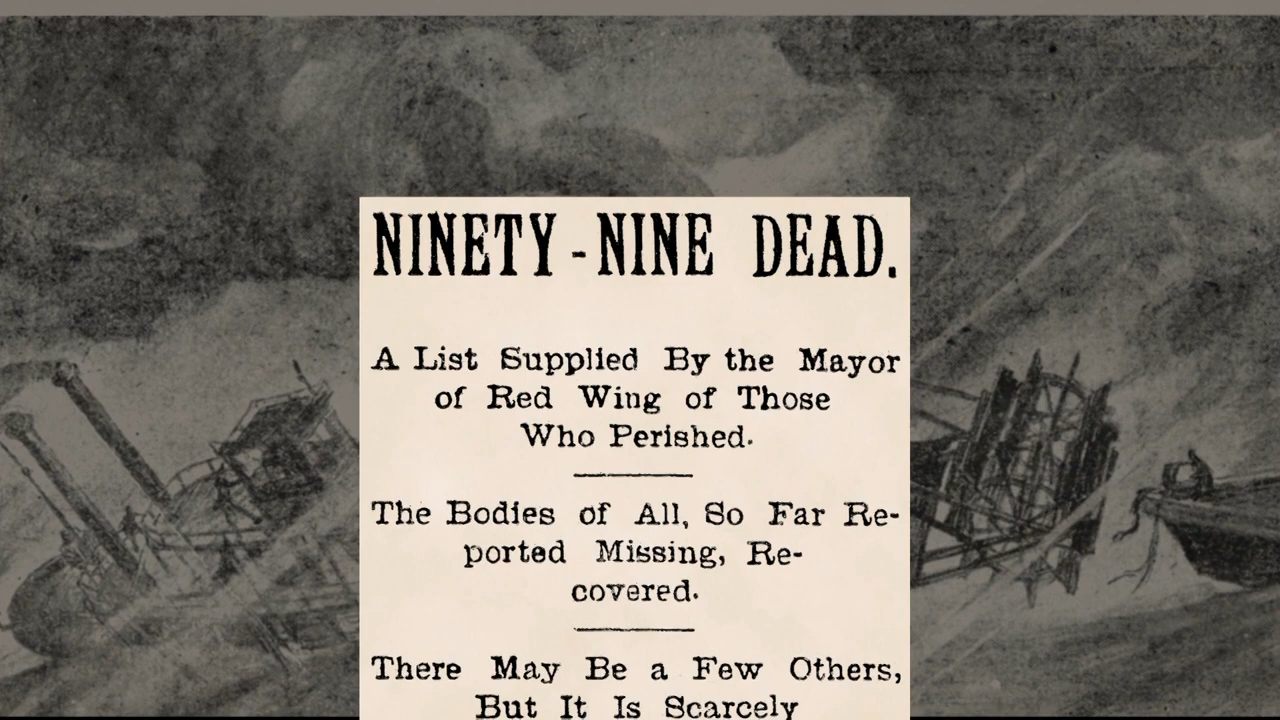 NINETY-NINE DEAD.
A List Supplied By the Mayor
of Red Wing of Those
Who Perished.
The Bodies of All, So Far Re-
ported Missing, Re-
covered.
There May Be a Few Others,
But It Is Scarcely